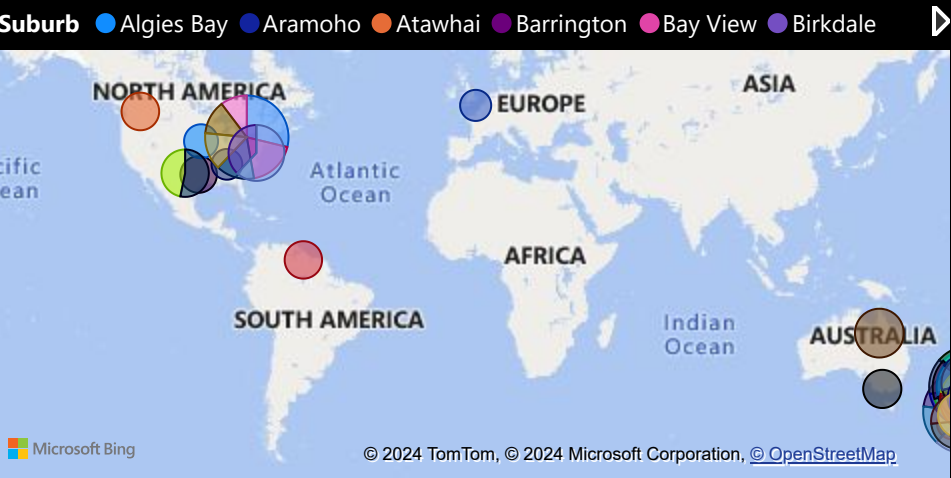 Suburb Algies Bay Aramoho Atawhai Barrington Bay View Birkdale
NORTH AMERICA
EUROPE
ASIA
Atlantic
Ocean
cific
ean
AFRICA
SOUTH AMERICA
Indian
Ocean
AUSTRALIA
Microsoft Bing
© 2024 TomTom, © 2024 Microsoft Corporation, © OpenStreetMap